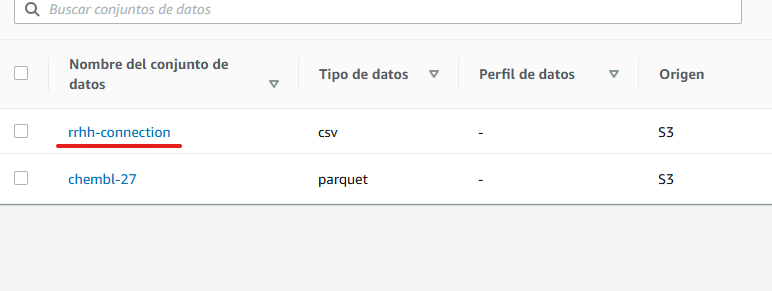 Buscar conjuntos de datos
Nombre del conjunto de datos Tipo de datos Perfil de datos Origen
rrhh-connection csv - S3
chembl-27 parquet - S3